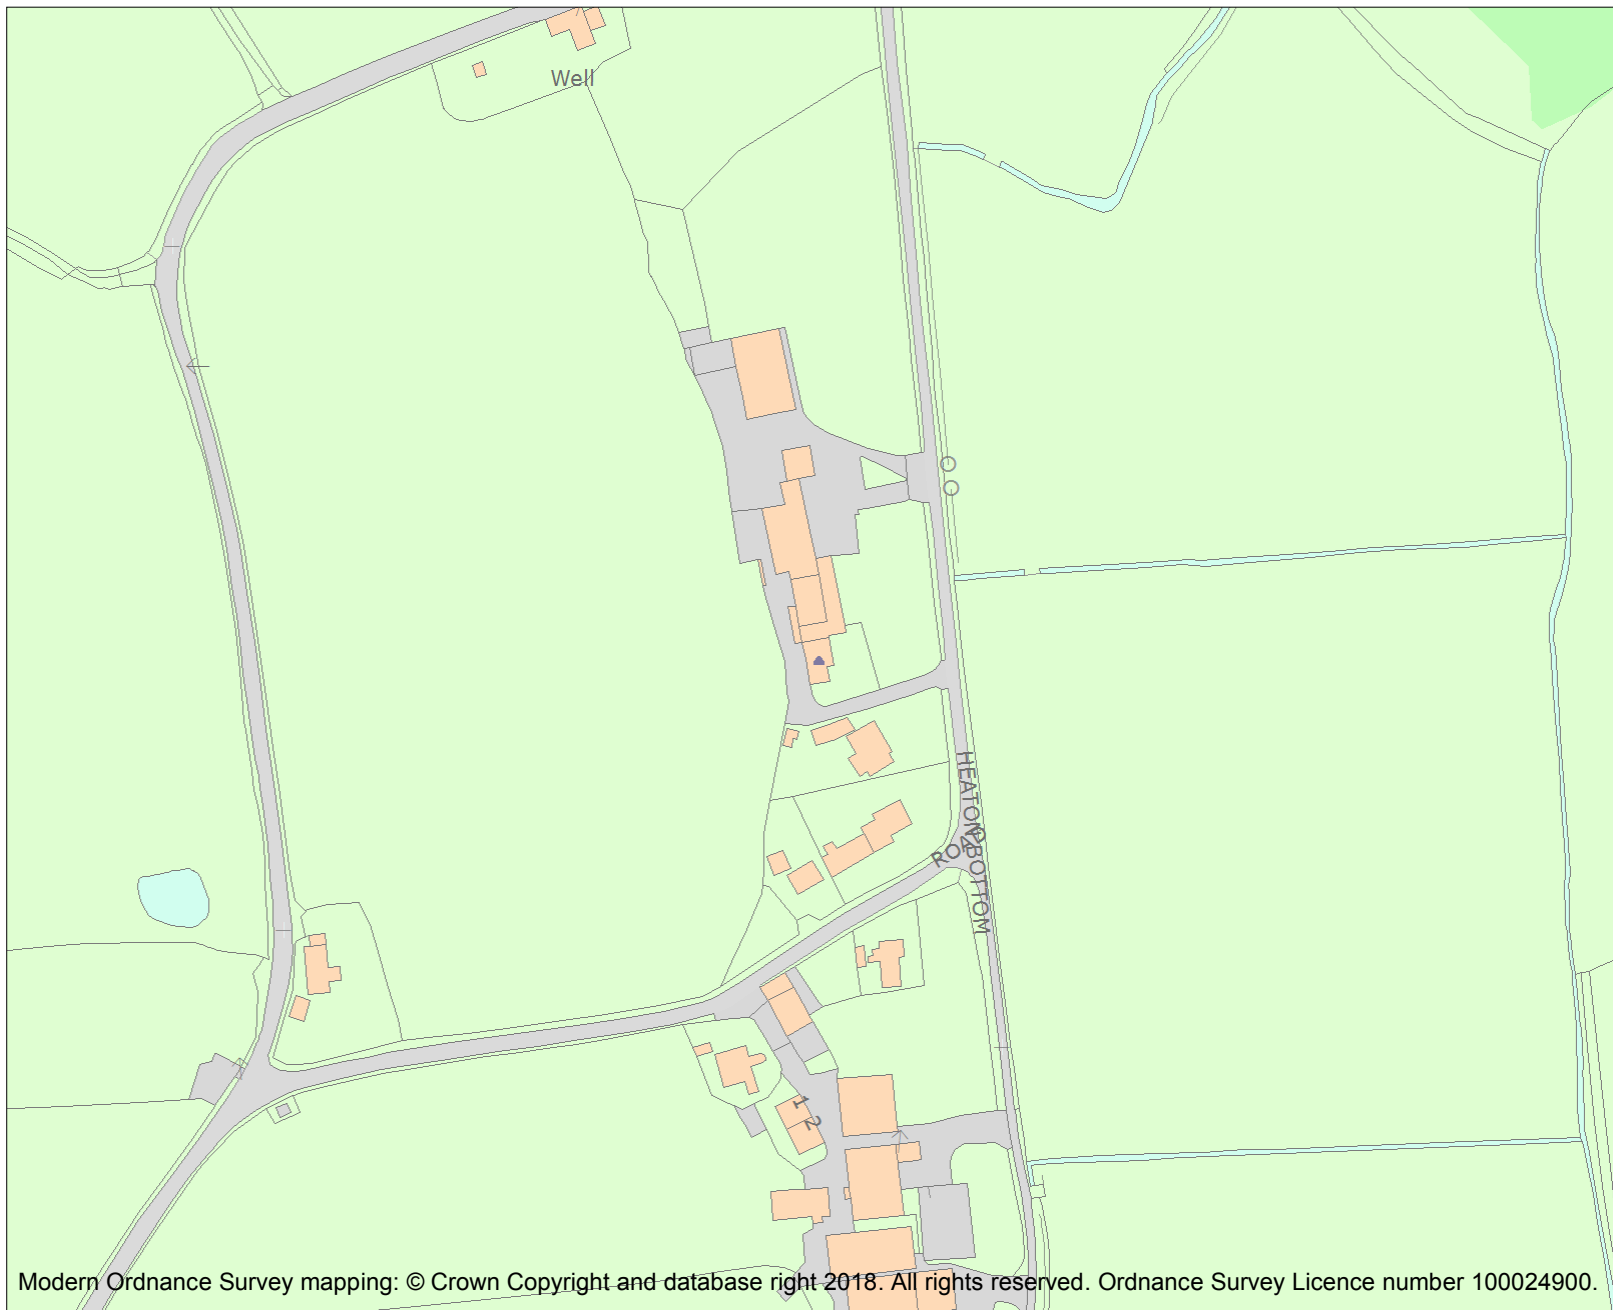 Well
HEATON BOTTOM
ROAD
1
2
Modern Ordnance Survey mapping: © Crown Copyright and database right 2018. All rights reserved. Ordnance Survey Licence number 100024900.